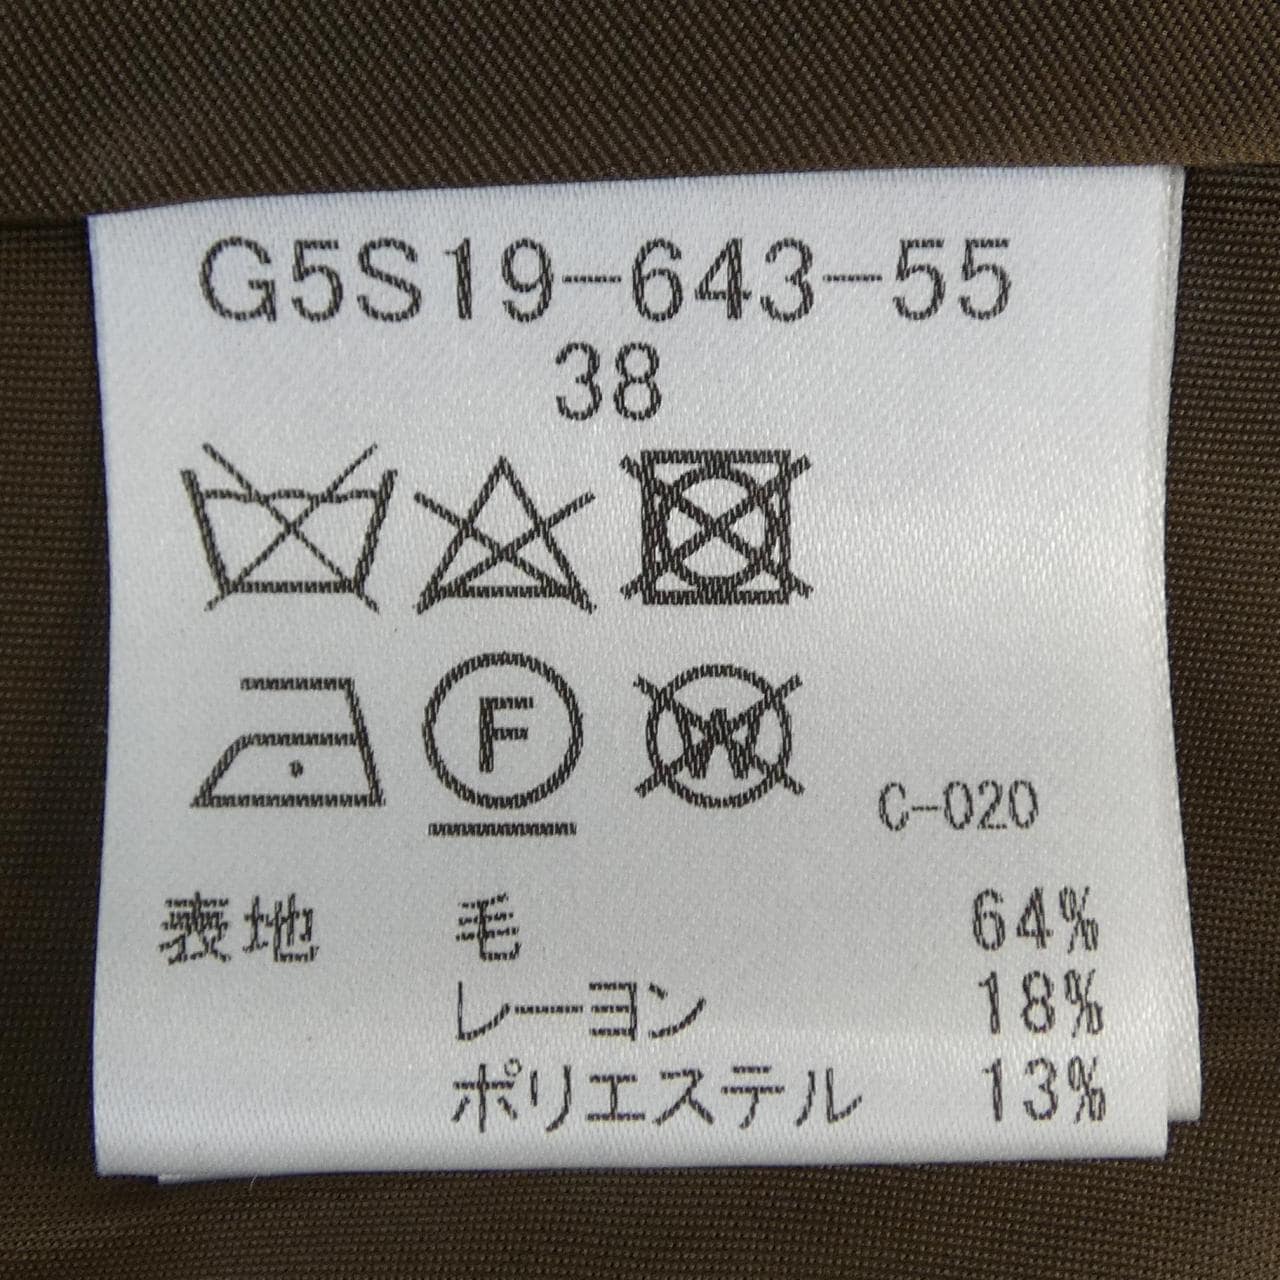 G5S19-643-55
38
F
W
C-020
表地 毛 64%
レーヨン 18%
ポリエステル 13%